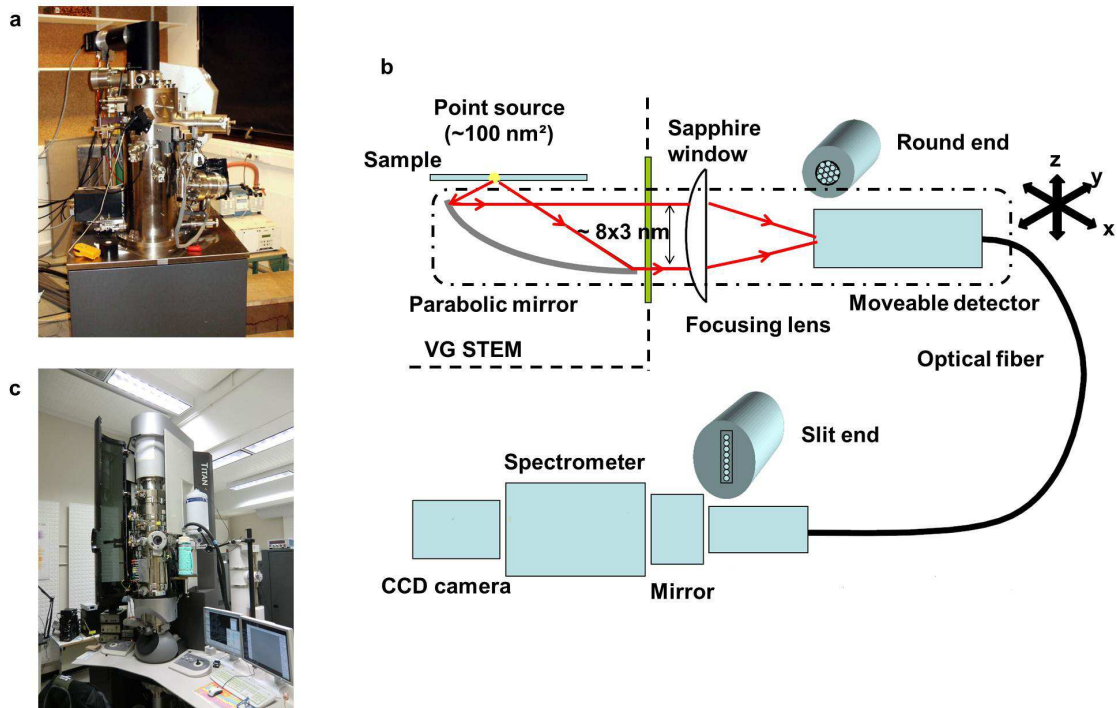 a
b
Point source
(~100 nm²)
Sample
Sapphire
window
Round end
z
y
x
~ 8x3 nm
Parabolic mirror
Focusing lens
Moveable detector
VG STEM
Optical fiber
c
TITAN
Slit end
Spectrometer
CCD camera
Mirror